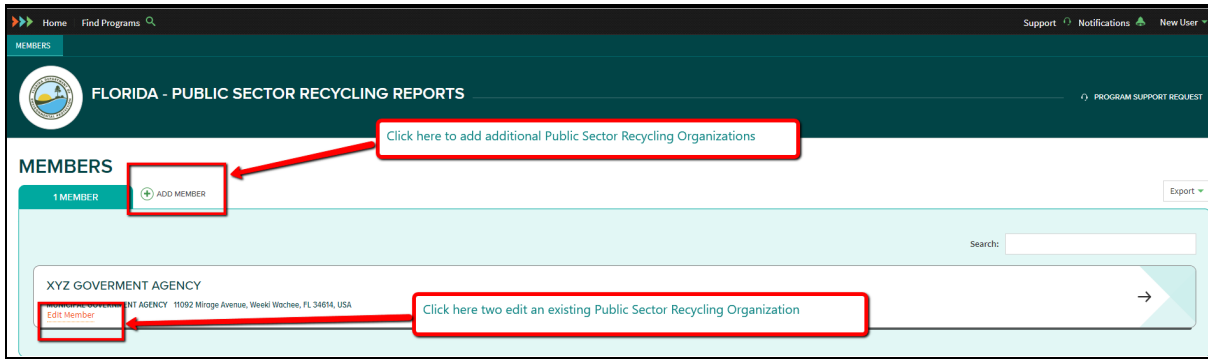 Home Find Programs Support Notifications New User
MEMBERS
FLORIDA - PUBLIC SECTOR RECYCLING REPORTS
PROGRAM SUPPORT REQUEST
Click here to add additional Public Sector Recycling Organizations
MEMBERS
1 MEMBER ADD MEMBER Export
Search:
XYZ GOVERMENT AGENCY
MUNICIPAL GOVERNMENT AGENCY 11092 Mirage Avenue, Weeki Wachee, FL 34614, USA
Edit Member
Click here two edit an existing Public Sector Recycling Organization